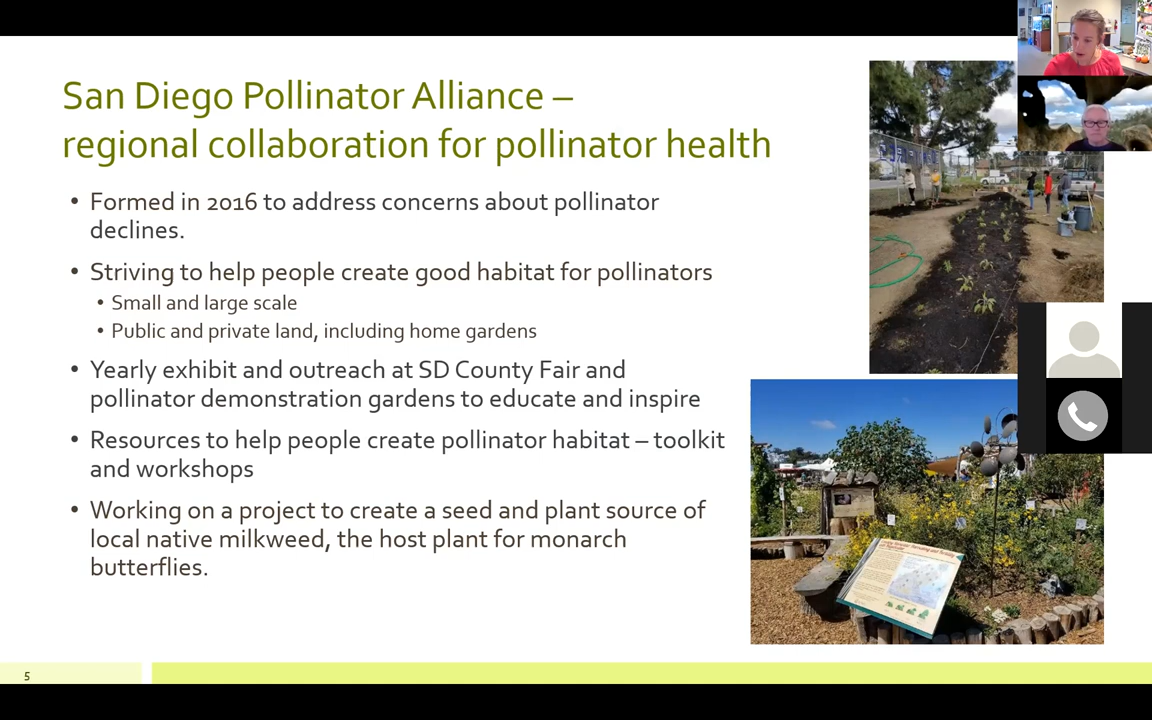 San Diego Pollinator Alliance –
regional collaboration for pollinator health
• Formed in 2016 to address concerns about pollinator
declines.
• Striving to help people create good habitat for pollinators
• Small and large scale
• Public and private land, including home gardens
• Yearly exhibit and outreach at SD County Fair and
pollinator demonstration gardens to educate and inspire
• Resources to help people create pollinator habitat – toolkit
and workshops
• Working on a project to create a seed and plant source of
local native milkweed, the host plant for monarch
butterflies.
5